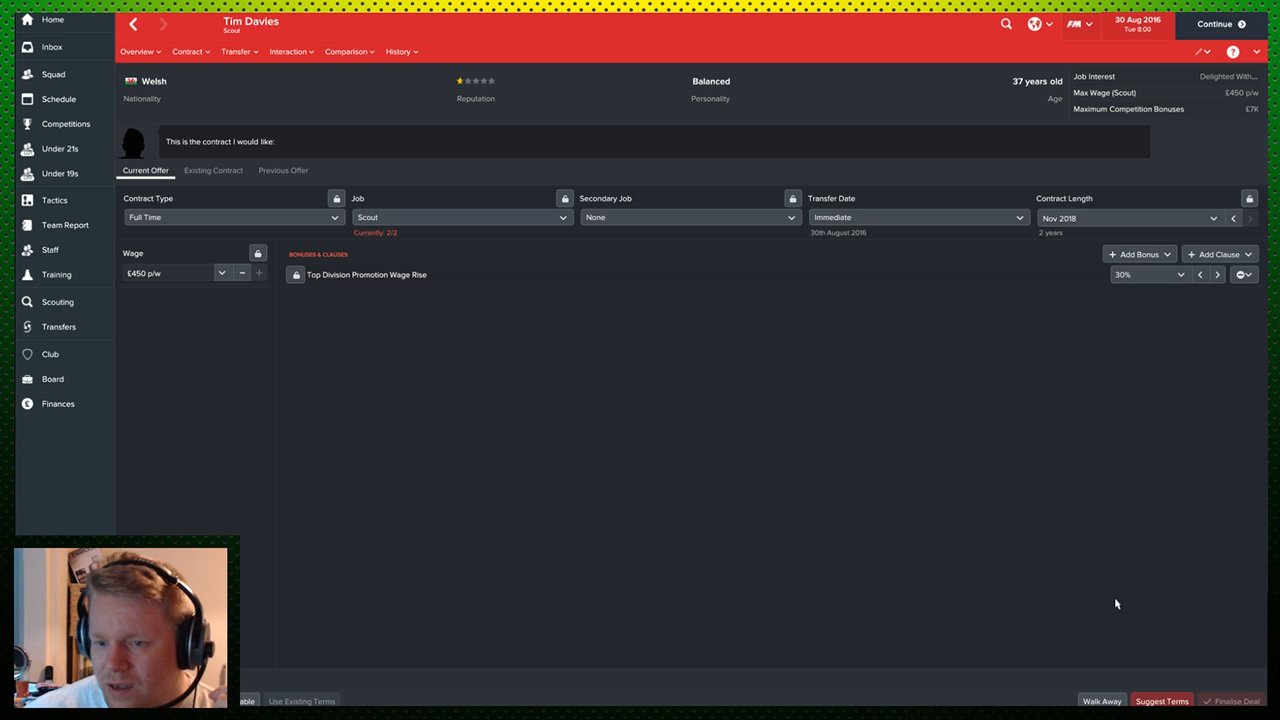 Home
Inbox
Squad
Schedule
Competitions
Under 21s
Under 19s
Tactics
Team Report
Staff
Training
Scouting
Transfers
Club
Board
Finances
Tim Davies
Scout
FM
30 Aug 2016
Tue 8:00
Continue
Overview
Contract
Transfer
Interaction
Comparison
History
Welsh
Nationality
Reputation
Balanced
Personality
37 years old
Age
Job Interest Delighted With...
Max Wage (Scout) £450 p/w
Maximum Competition Bonuses £7K
This is the contract I would like:
Current Offer
Existing Contract
Previous Offer
Contract Type
Full Time
Job
Scout
Currently: 2/2
Secondary Job
None
Transfer Date
Immediate
30th August 2016
Contract Length
Nov 2018
2 years
Wage
£450 p/w
BONUSES & CLAUSES
+ Add Bonus
+ Add Clause
Top Division Promotion Wage Rise
30%
able
Use Existing Terms
Walk Away
Suggest Terms
Finalise Deal